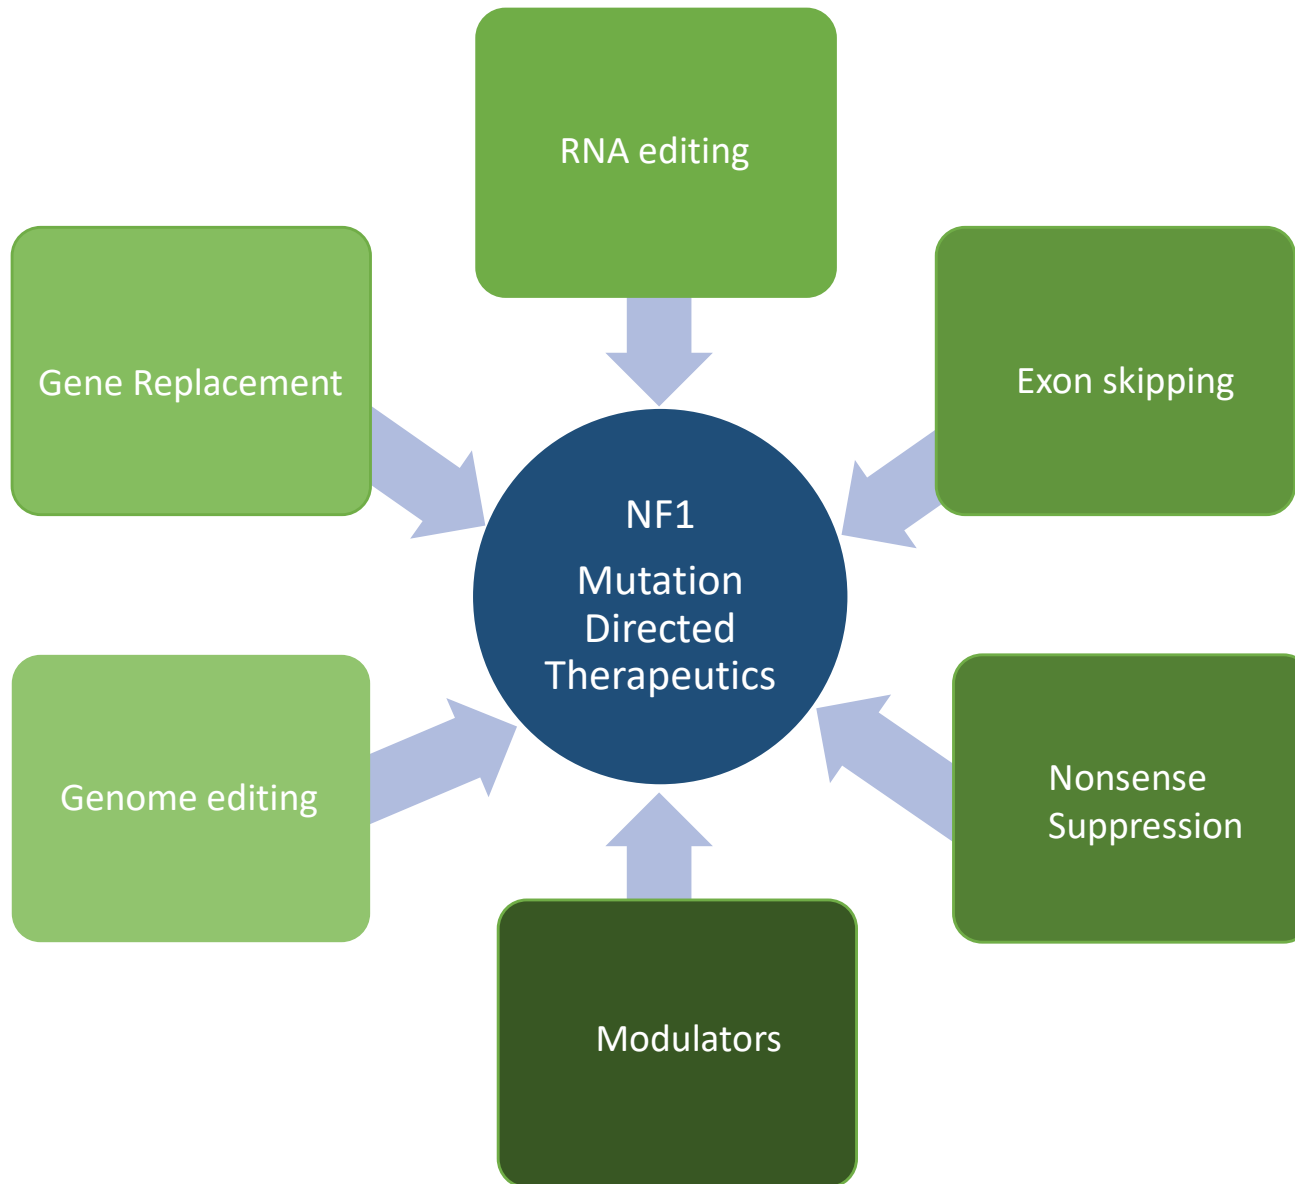 RNA editing
Gene Replacement
Exon skipping
NF1
Mutation
Directed
Therapeutics
Genome editing
Nonsense
Suppression
Modulators